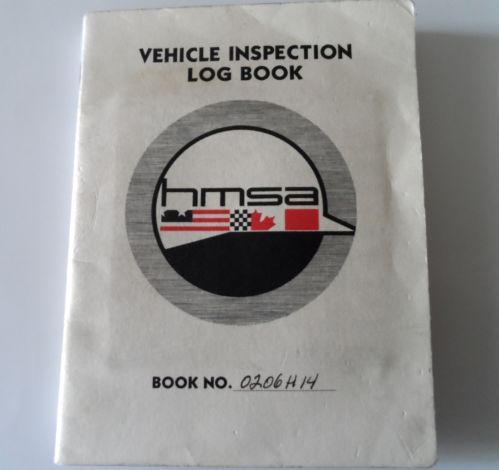 VEHICLE INSPECTION
LOG BOOK
hmsa
BOOK NO. 0206H14